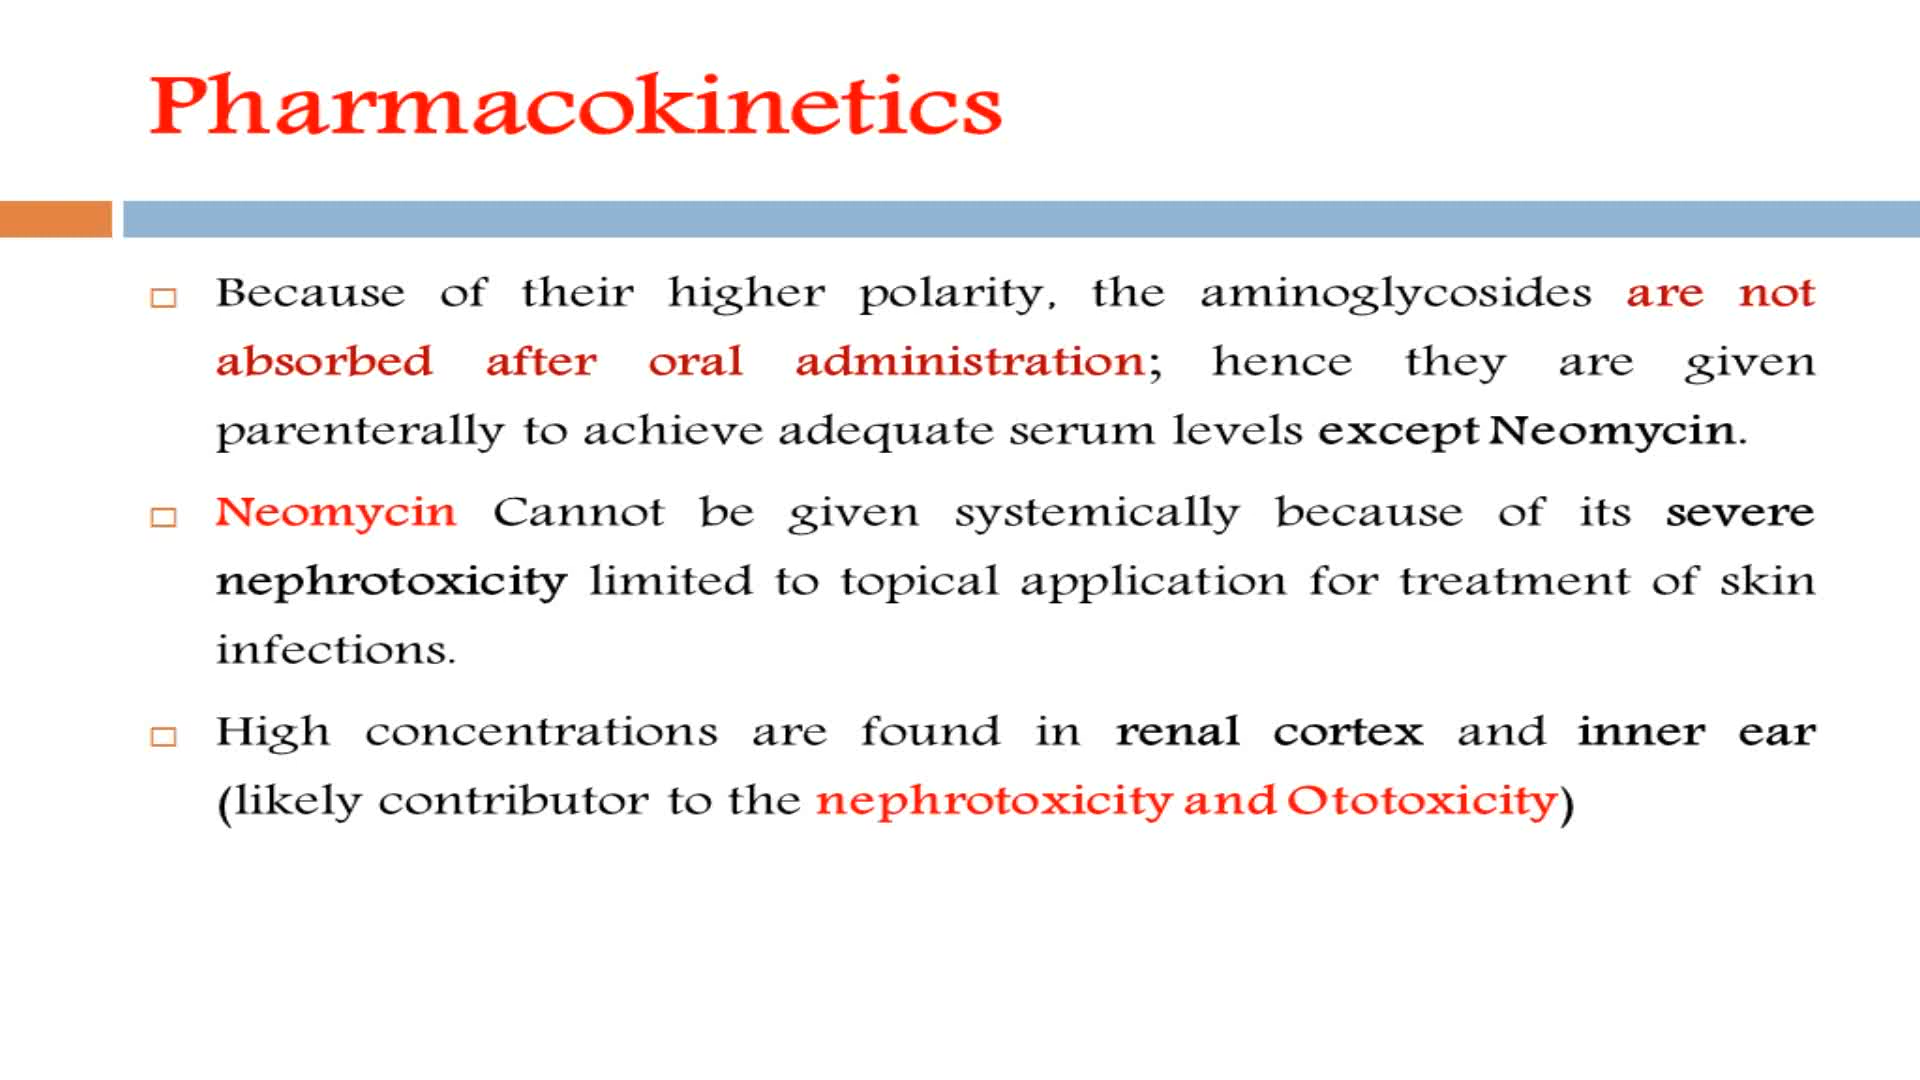 Pharmacokinetics
Because of their higher polarity, the aminoglycosides are not
absorbed after oral administration; hence they are given
parenterally to achieve adequate serum levels except Neomycin.
Neomycin Cannot be given systemically because of its severe
nephrotoxicity limited to topical application for treatment of skin
infections.
High concentrations are found in renal cortex and inner ear
(likely contributor to the nephrotoxicity and Ototoxicity)